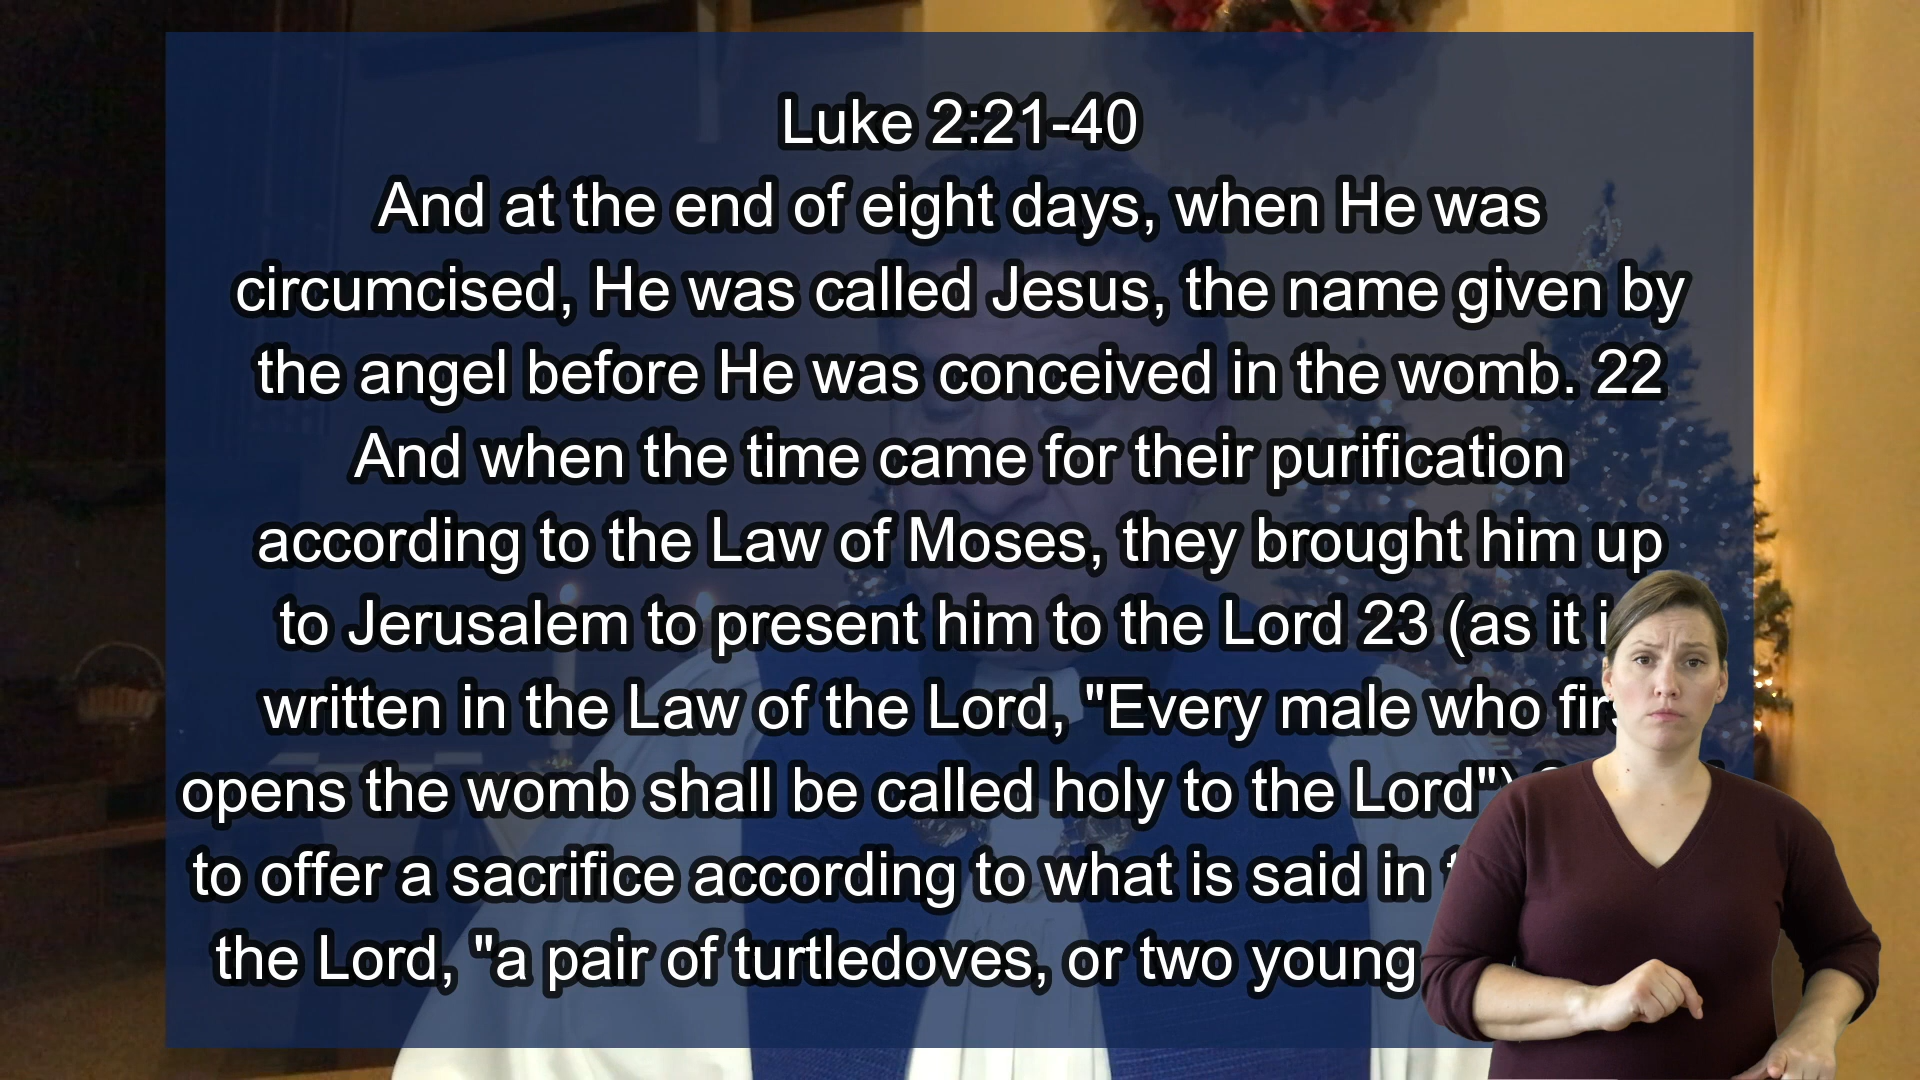 Luke 2:21-40
And at the end of eight days, when He was
circumcised, He was called Jesus, the name given by
the angel before He was conceived in the womb. 22
And when the time came for their purification
according to the Law of Moses, they brought him up
to Jerusalem to present him to the Lord 23 (as it
written in the Law of the Lord, "Every male who
opens the womb shall be called holy to the Lord")
to offer a sacrifice according to what is said in
the Lord, "a pair of turtledoves, or two young